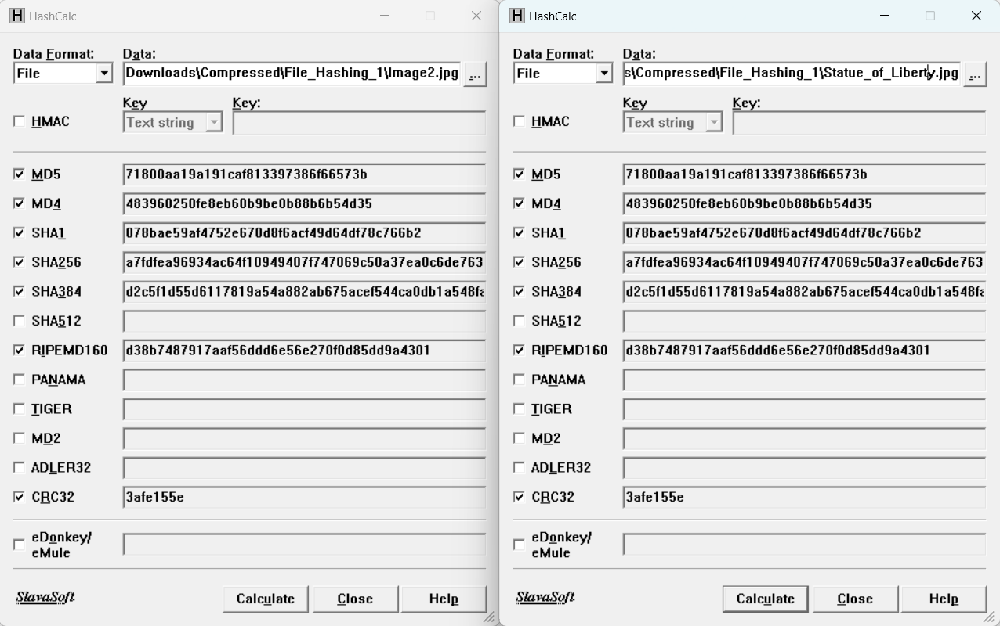 HashCalc
Data Format: Data:
File Downloads\Compressed\File_Hashing_1\Image2.jpg ...
Key Key:
HMAC Text string
MD5 71800aa19a191caf813397386f66573b
MD4 483960250fe8eb60b9be0b88b6b54d35
SHA1 078bae59af4752e670d8f6acf49d64df78c766b2
SHA256 a7fdfea96934ac64f10949407f747069c50a37ea0c6de763
SHA384 d2c5f1d55d6117819a54a882ab675acef544ca0db1a548fa
SHA512
RIPEMD160 d38b7487917aaf56ddd6e56e270f0d85dd9a4301
PANAMA
TIGER
MD2
ADLER32
CRC32 3afe155e
eDonkey/
eMule
SlavaSoft Calculate Close Help
HashCalc
Data Format: Data:
File s\Compressed\File_Hashing_1\Statue_of_Liberty.jpg ...
Key Key:
HMAC Text string
MD5 71800aa19a191caf813397386f66573b
MD4 483960250fe8eb60b9be0b88b6b54d35
SHA1 078bae59af4752e670d8f6acf49d64df78c766b2
SHA256 a7fdfea96934ac64f10949407f747069c50a37ea0c6de763
SHA384 d2c5f1d55d6117819a54a882ab675acef544ca0db1a548fa
SHA512
RIPEMD160 d38b7487917aaf56ddd6e56e270f0d85dd9a4301
PANAMA
TIGER
MD2
ADLER32
CRC32 3afe155e
eDonkey/
eMule
SlavaSoft Calculate Close Help